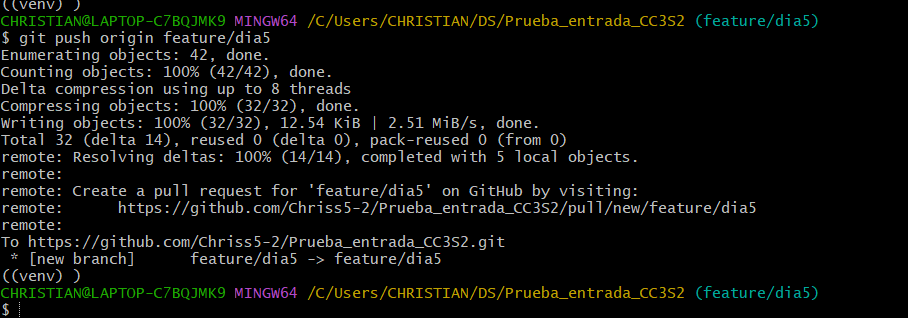 ((venv) )
CHRISTIAN@LAPTOP-C7BQJMK9 MINGW64 /C/Users/CHRISTIAN/DS/Prueba_entrada_CC3S2 (feature/dia5)
$ git push origin feature/dia5
Enumerating objects: 42, done.
Counting objects: 100% (42/42), done.
Delta compression using up to 8 threads
Compressing objects: 100% (32/32), done.
Writing objects: 100% (32/32), 12.54 KiB | 2.51 MiB/s, done.
Total 32 (delta 14), reused 0 (delta 0), pack-reused 0 (from 0)
remote: Resolving deltas: 100% (14/14), completed with 5 local objects.
remote:
remote: Create a pull request for 'feature/dia5' on GitHub by visiting:
remote:      https://github.com/Chriss5-2/Prueba_entrada_CC3S2/pull/new/feature/dia5
remote:
To https://github.com/Chriss5-2/Prueba_entrada_CC3S2.git
 * [new branch]      feature/dia5 -> feature/dia5
((venv) )
CHRISTIAN@LAPTOP-C7BQJMK9 MINGW64 /C/Users/CHRISTIAN/DS/Prueba_entrada_CC3S2 (feature/dia5)
$